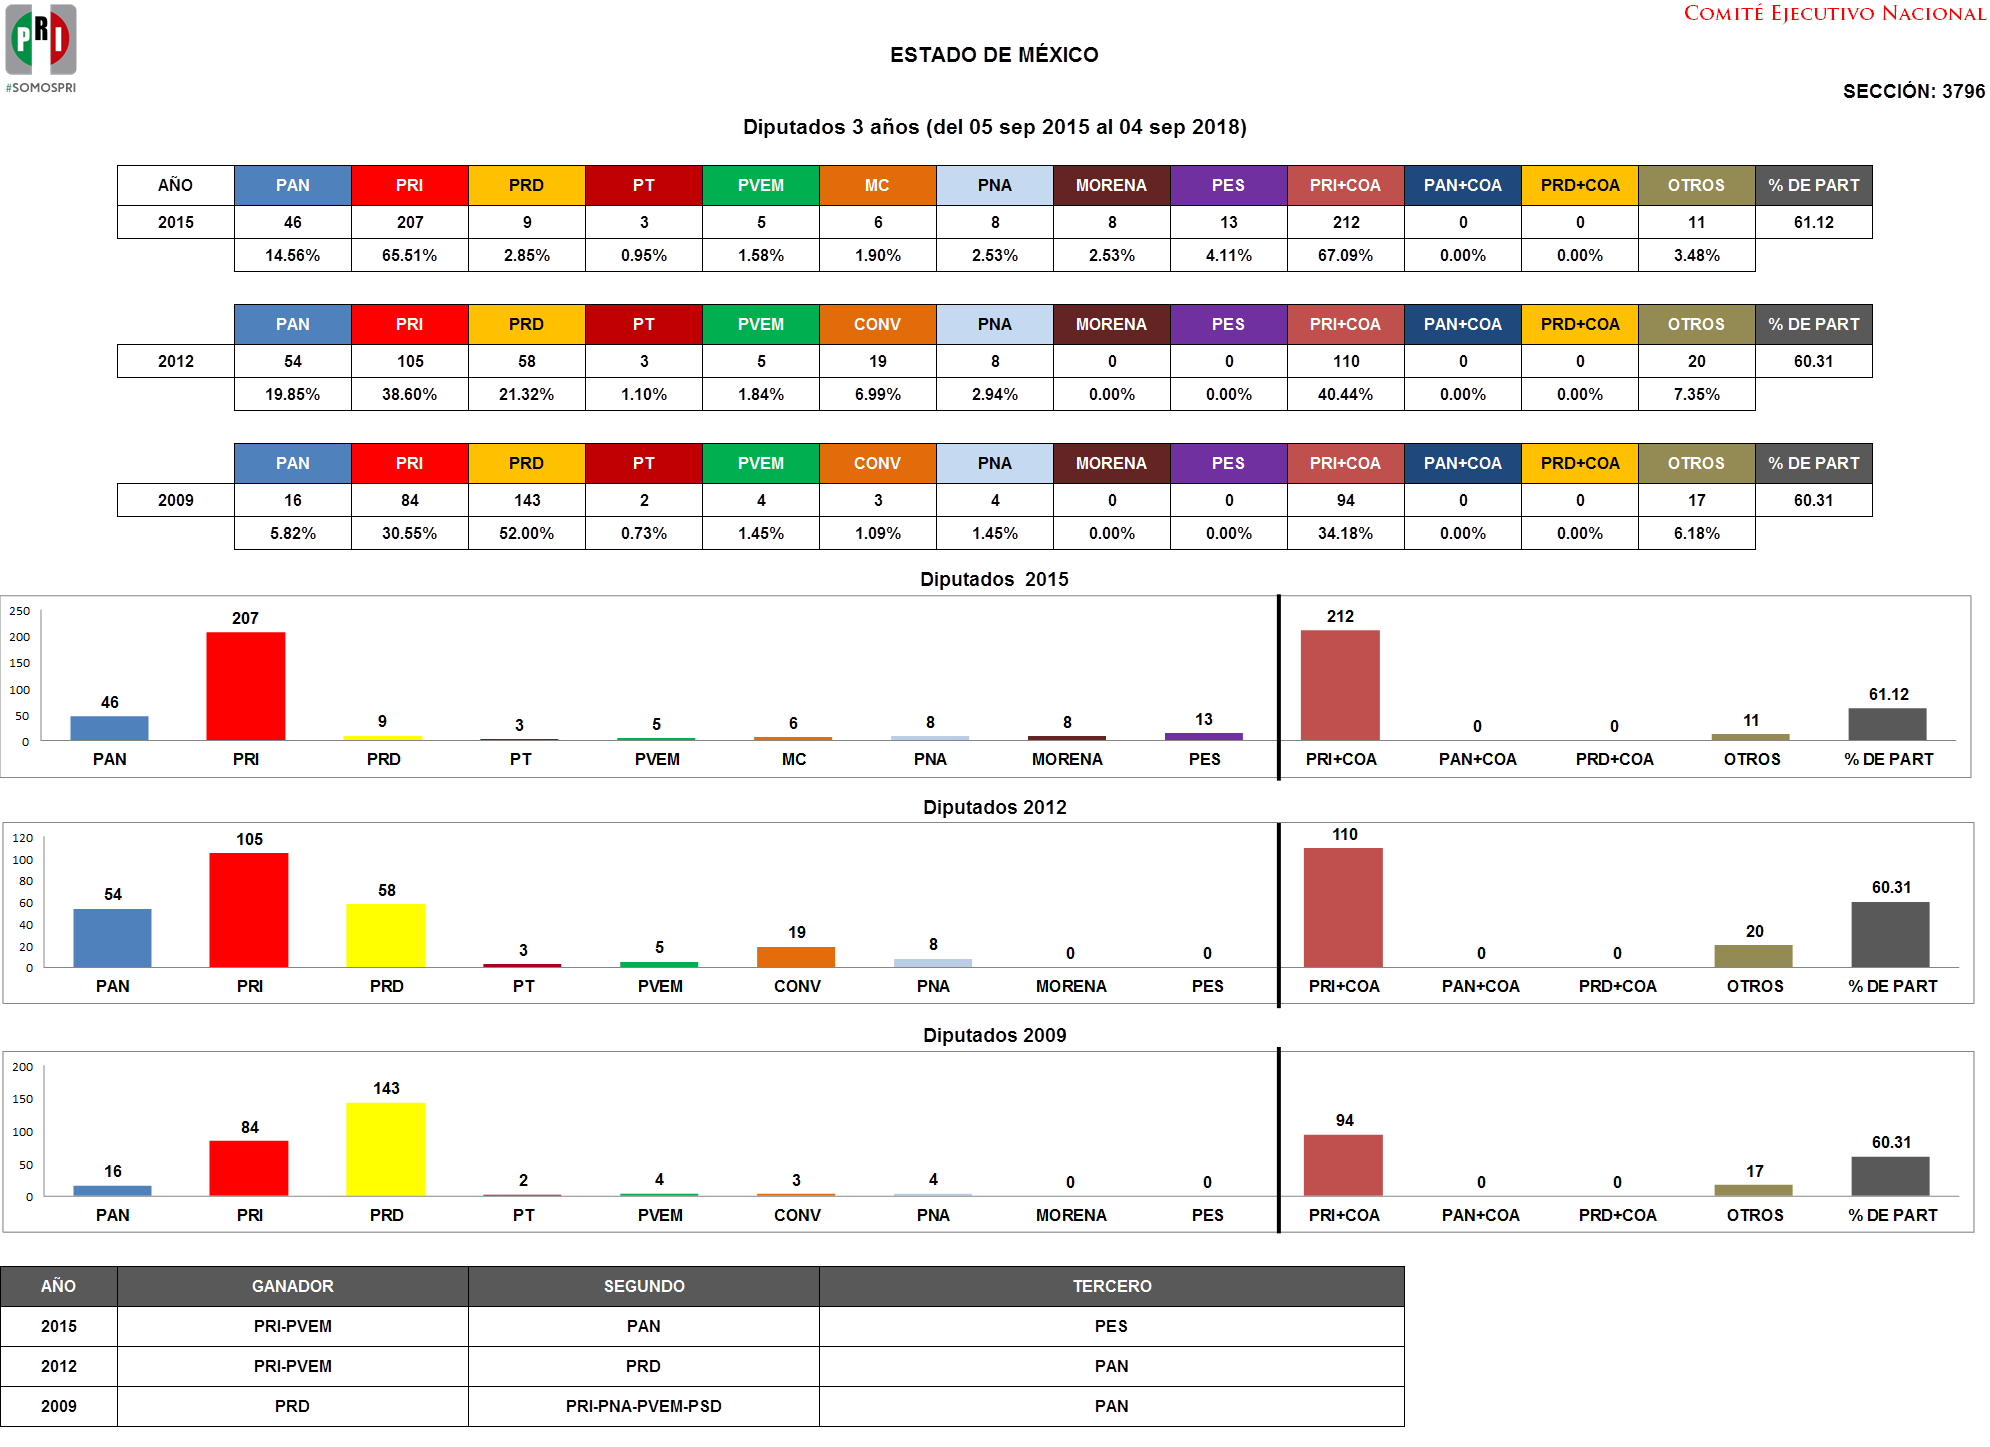 PRI
#SOMOSPRI
COMITÉ EJECUTIVO NACIONAL
ESTADO DE MÉXICO
SECCIÓN: 3796
Diputados 3 años (del 05 sep 2015 al 04 sep 2018)
AÑO PAN PRI PRD PT PVEM MC PNA MORENA PES PRI+COA PAN+COA PRD+COA OTROS % DE PART
2015 46 207 9 3 5 6 8 8 13 212 0 0 11 61.12
14.56% 65.51% 2.85% 0.95% 1.58% 1.90% 2.53% 2.53% 4.11% 67.09% 0.00% 0.00% 3.48%
PAN PRI PRD PT PVEM CONV PNA MORENA PES PRI+COA PAN+COA PRD+COA OTROS % DE PART
2012 54 105 58 3 5 19 8 0 0 110 0 0 20 60.31
19.85% 38.60% 21.32% 1.10% 1.84% 6.99% 2.94% 0.00% 0.00% 40.44% 0.00% 0.00% 7.35%
PAN PRI PRD PT PVEM CONV PNA MORENA PES PRI+COA PAN+COA PRD+COA OTROS % DE PART
2009 16 84 143 2 4 3 4 0 0 94 0 0 17 60.31
5.82% 30.55% 52.00% 0.73% 1.45% 1.09% 1.45% 0.00% 0.00% 34.18% 0.00% 0.00% 6.18%
Diputados 2015
250
200
150
100
50
0
46 207 9 3 5 6 8 8 13 212 0 0 11 61.12
PAN PRI PRD PT PVEM MC PNA MORENA PES PRI+COA PAN+COA PRD+COA OTROS % DE PART
Diputados 2012
120
100
80
60
40
20
0
54 105 58 3 5 19 8 0 0 110 0 0 20 60.31
PAN PRI PRD PT PVEM CONV PNA MORENA PES PRI+COA PAN+COA PRD+COA OTROS % DE PART
Diputados 2009
200
150
100
50
0
16 84 143 2 4 3 4 0 0 94 0 0 17 60.31
PAN PRI PRD PT PVEM CONV PNA MORENA PES PRI+COA PAN+COA PRD+COA OTROS % DE PART
AÑO GANADOR SEGUNDO TERCERO
2015 PRI-PVEM PAN PES
2012 PRI-PVEM PRD PAN
2009 PRD PRI-PNA-PVEM-PSD PAN